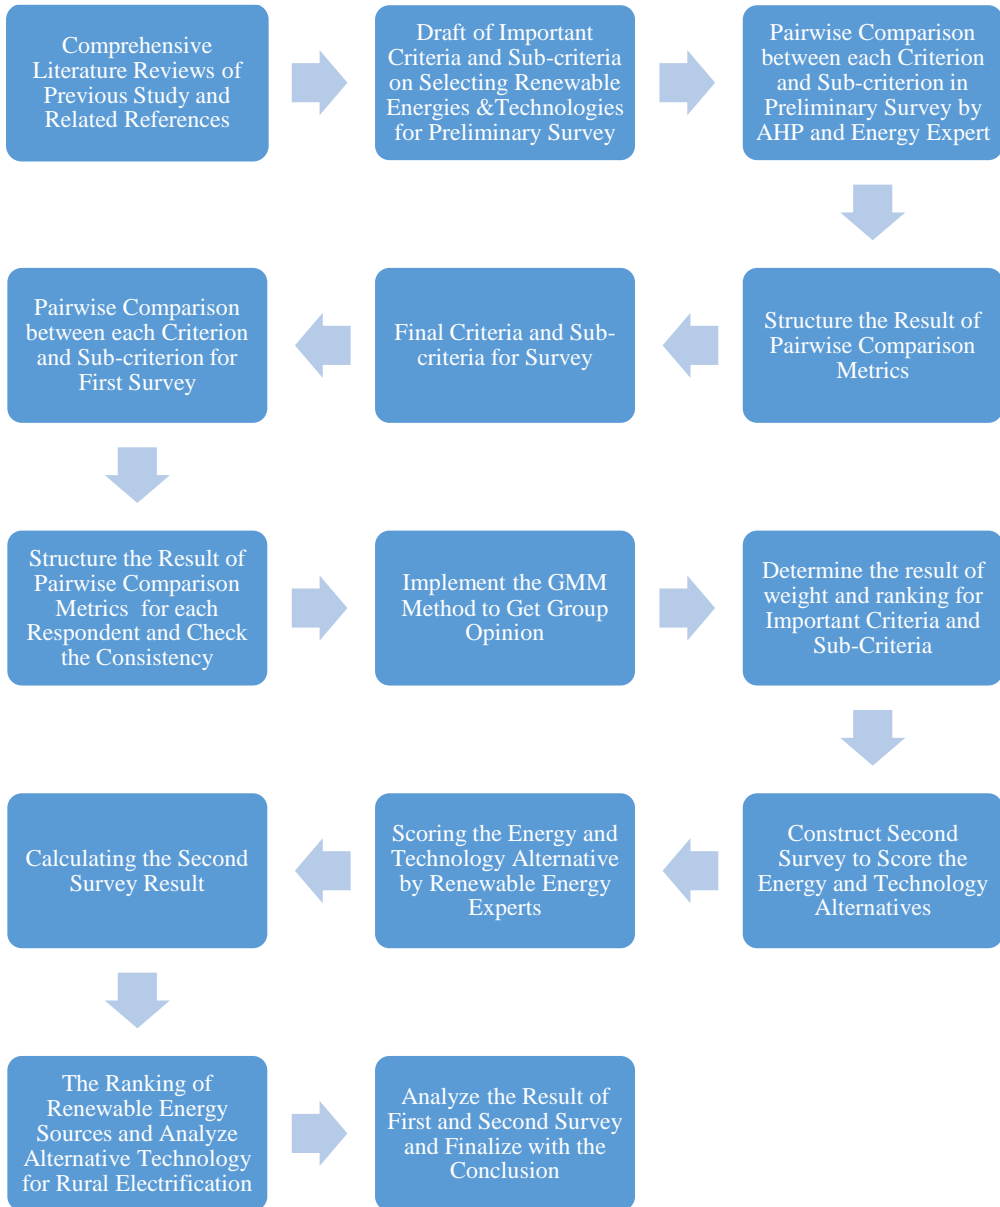 Comprehensive
Literature Reviews of
Previous Study and
Related References
Draft of Important
Criteria and Sub-criteria
on Selecting Renewable
Energies &Technologies
for Preliminary Survey
Pairwise Comparison
between each Criterion
and Sub-criterion in
Preliminary Survey by
AHP and Energy Expert
Structure the Result of
Pairwise Comparison
Metrics
Final Criteria and Sub-
criteria for Survey
Pairwise Comparison
between each Criterion
and Sub-criterion for
First Survey
Structure the Result of
Pairwise Comparison
Metrics for each
Respondent and Check
the Consistency
Implement the GMM
Method to Get Group
Opinion
Determine the result of
weight and ranking for
Important Criteria and
Sub-Criteria
Construct Second
Survey to Score the
Energy and Technology
Alternatives
Scoring the Energy and
Technology Alternative
by Renewable Energy
Experts
Calculating the Second
Survey Result
The Ranking of
Renewable Energy
Sources and Analyze
Alternative Technology
for Rural Electrification
Analyze the Result of
First and Second Survey
and Finalize with the
Conclusion